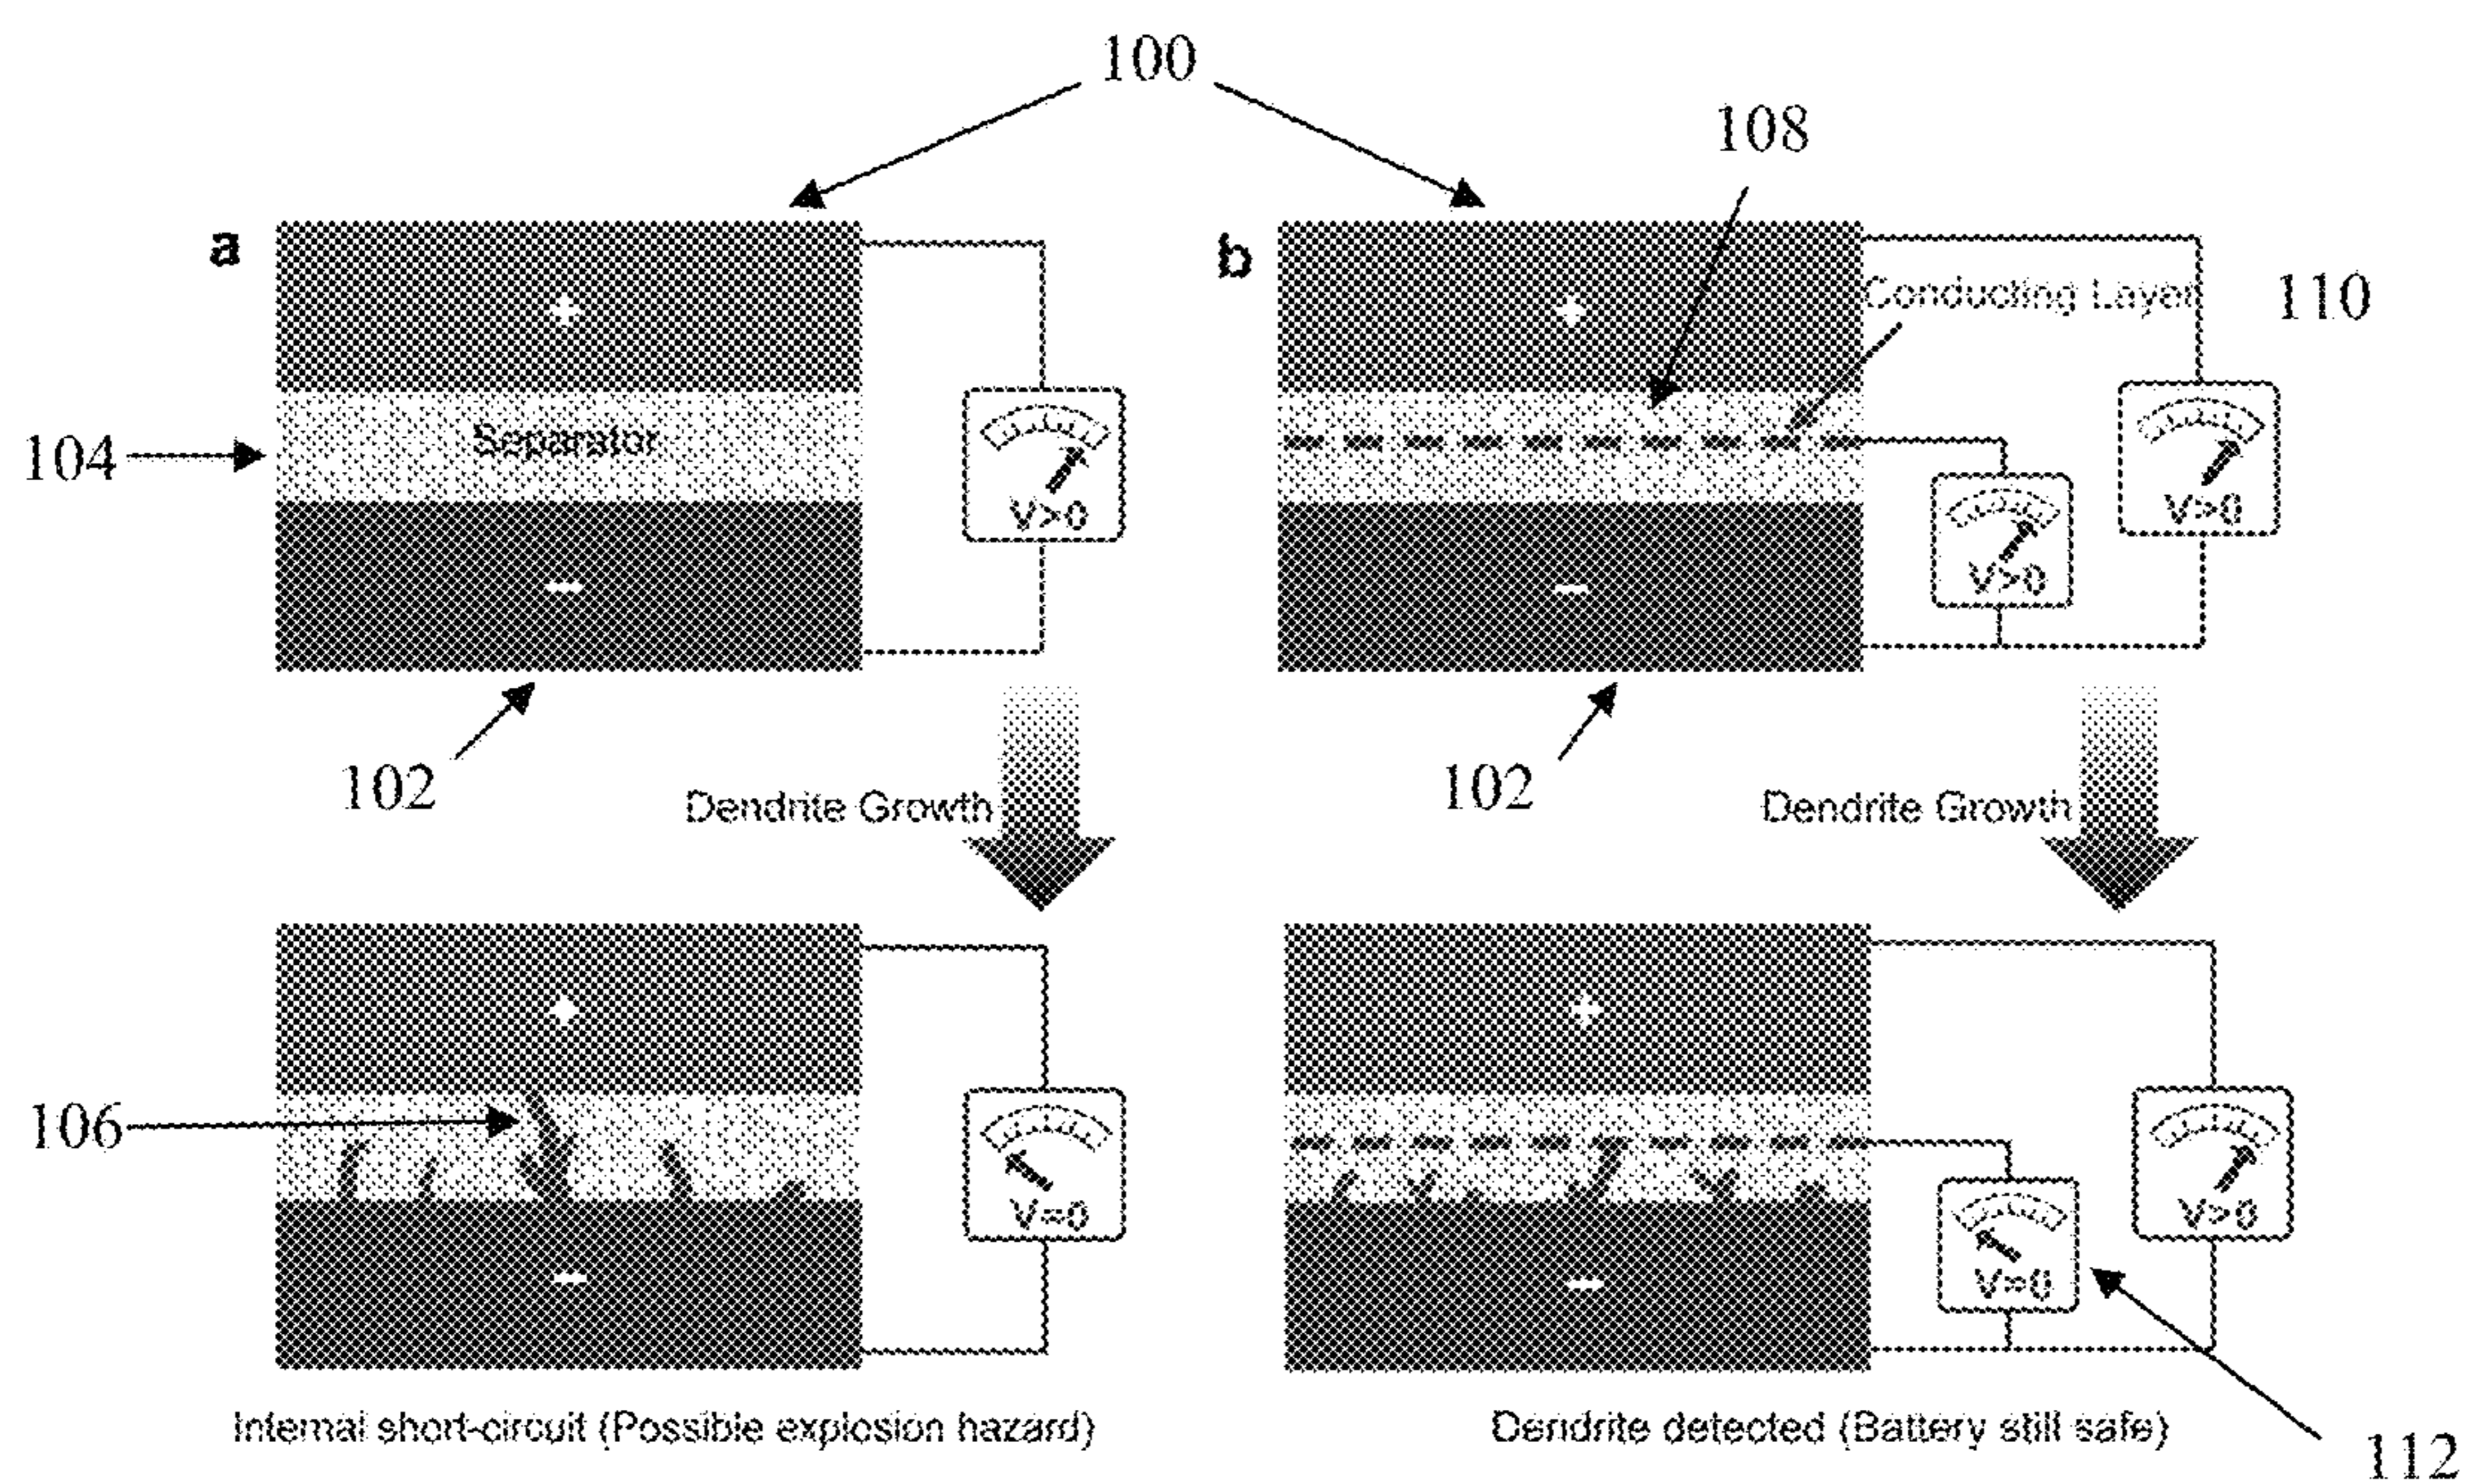 100
108
a
b
+
+
Conducting Layer
110
104
Separator
V>0
V>0
V>0
-
-
102
102
Dendrite Growth
Dendrite Growth
+
+
106
V=0
V=0
V>0
-
-
Internal short-circuit (Possible explosion hazard)
Dendrite detected (Battery still safe)
112